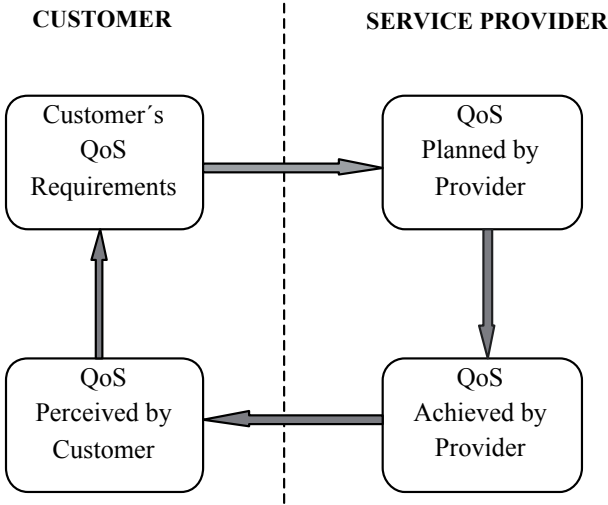 CUSTOMER
SERVICE PROVIDER
Customer´s
QoS
Requirements
QoS
Planned by
Provider
QoS
Perceived by
Customer
QoS
Achieved by
Provider